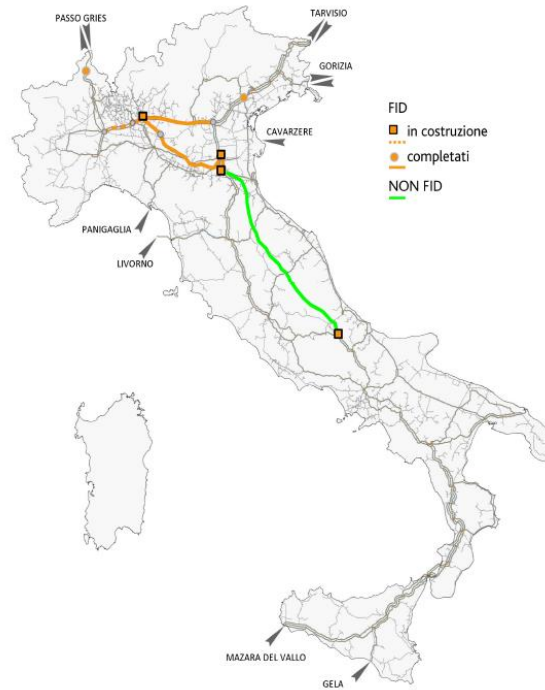 PASSO GRIES
TARVISIO
GORIZIA
FID
in costruzione
CAVARZERE
completati
NON FID
PANIGAGLIA
LIVORNO
MAZARA DEL VALLO
GELA